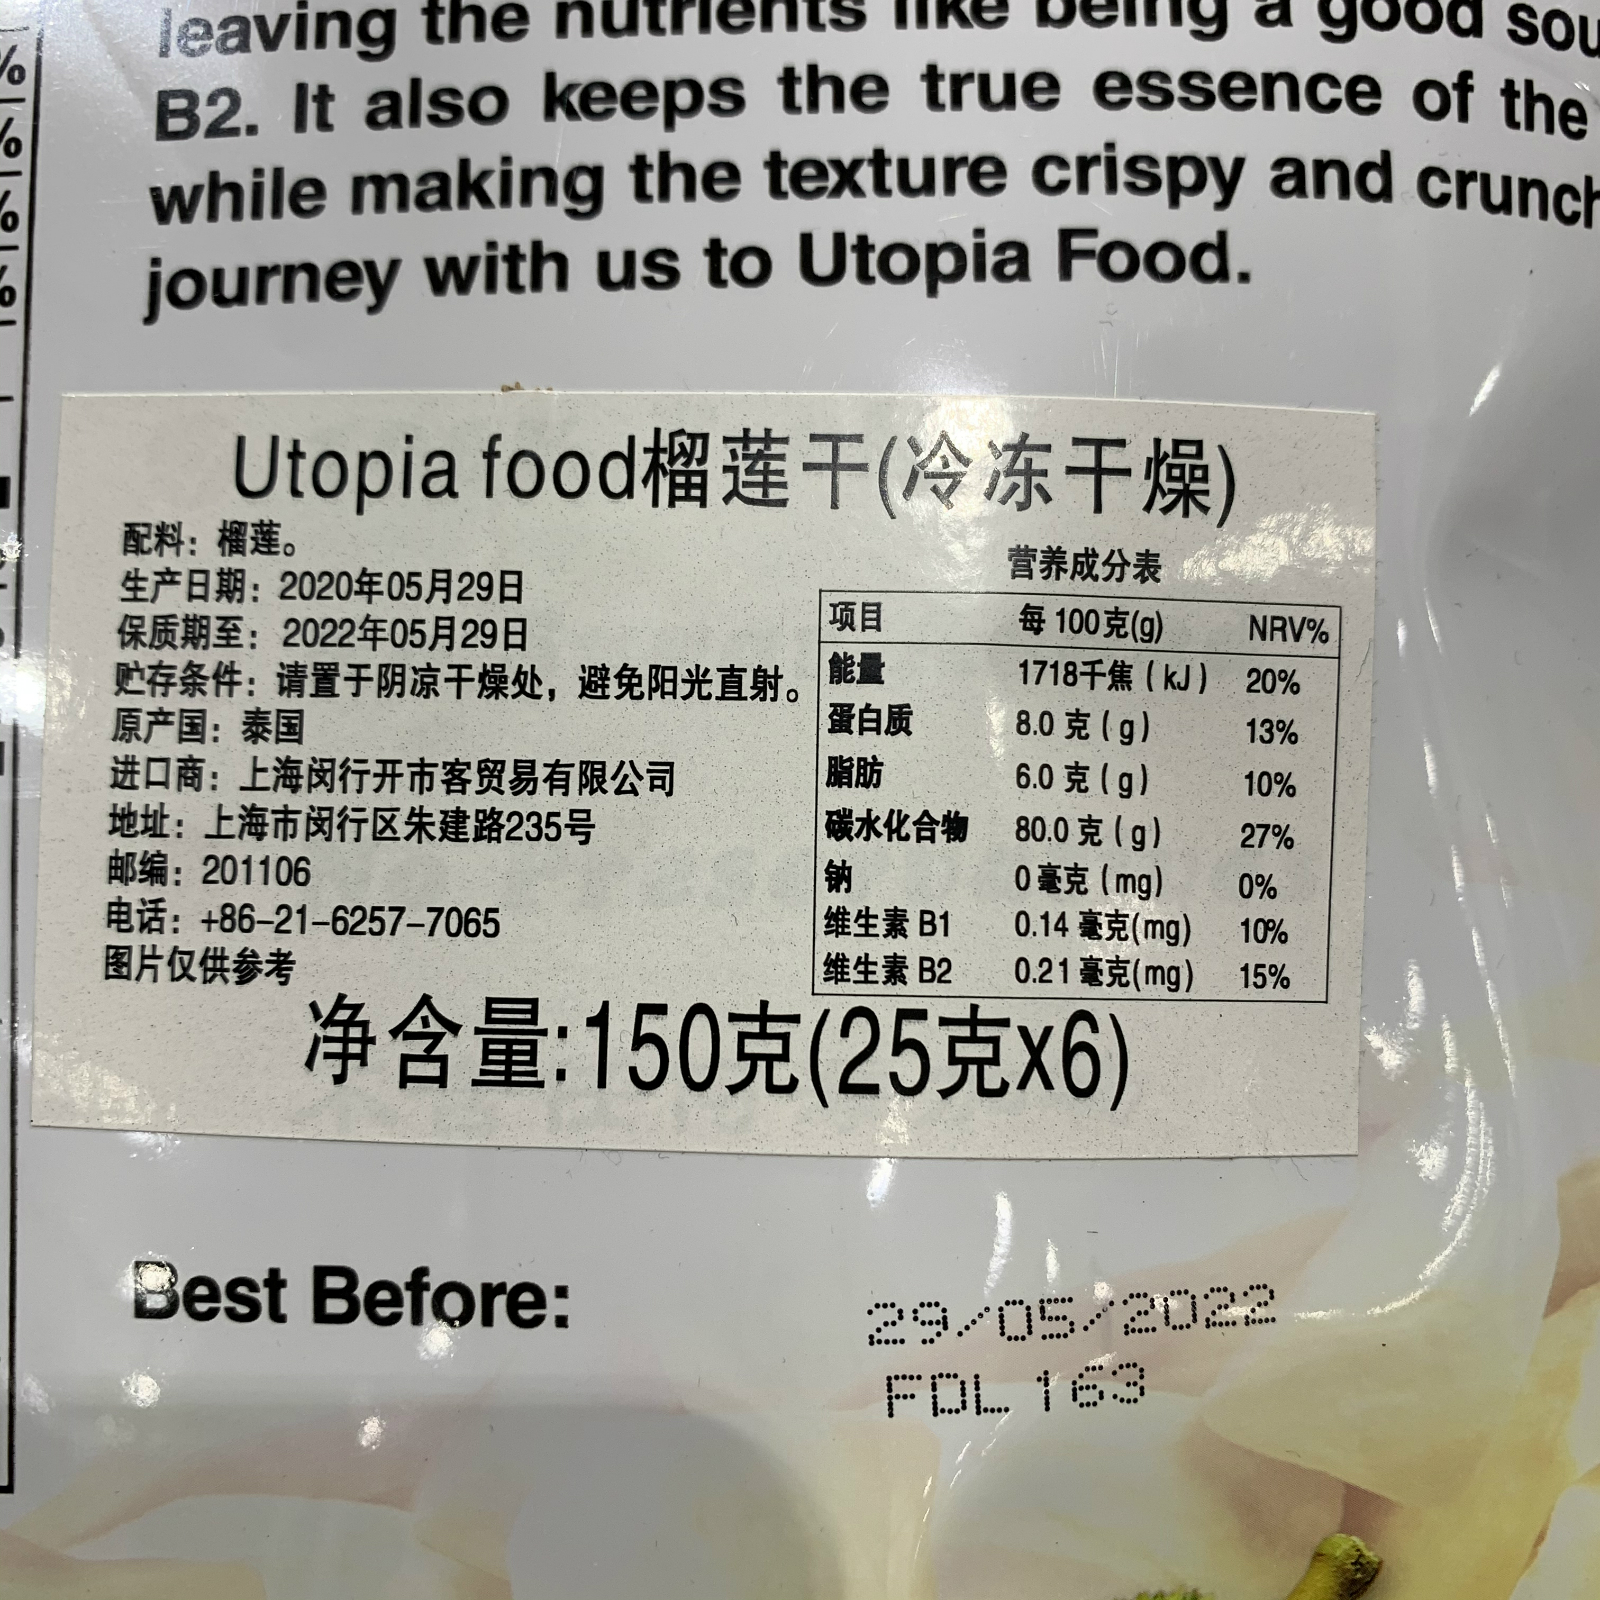 leaving the nutrients like being a good
B2. It also keeps the true essence of the
while making the texture crispy and
journey with us to Utopia Food.
%
%
%
%
Utopia food榴莲干(冷冻干燥)
配料：榴莲。
生产日期：2020年05月29日
保质期至：2022年05月29日
贮存条件：请置于阴凉干燥处，避免阳光直射。
原产国：泰国
进口商：上海闵行开市客贸易有限公司
地址：上海市闵行区朱建路235号
邮编：201106
电话：+86-21-6257-7065
图片仅供参考
营养成分表
项目 每 100克(g) NRV%
能量 1718千焦 ( kJ ) 20%
蛋白质 8.0 克 ( g ) 13%
脂肪 6.0 克 ( g ) 10%
碳水化合物 80.0 克 ( g ) 27%
钠 0 毫克 ( mg) 0%
维生素 B1 0.14 毫克(mg) 10%
维生素 B2 0.21 毫克(mg) 15%
净含量:150克(25克x6)
Best Before:
29/05/2022
FDL 163